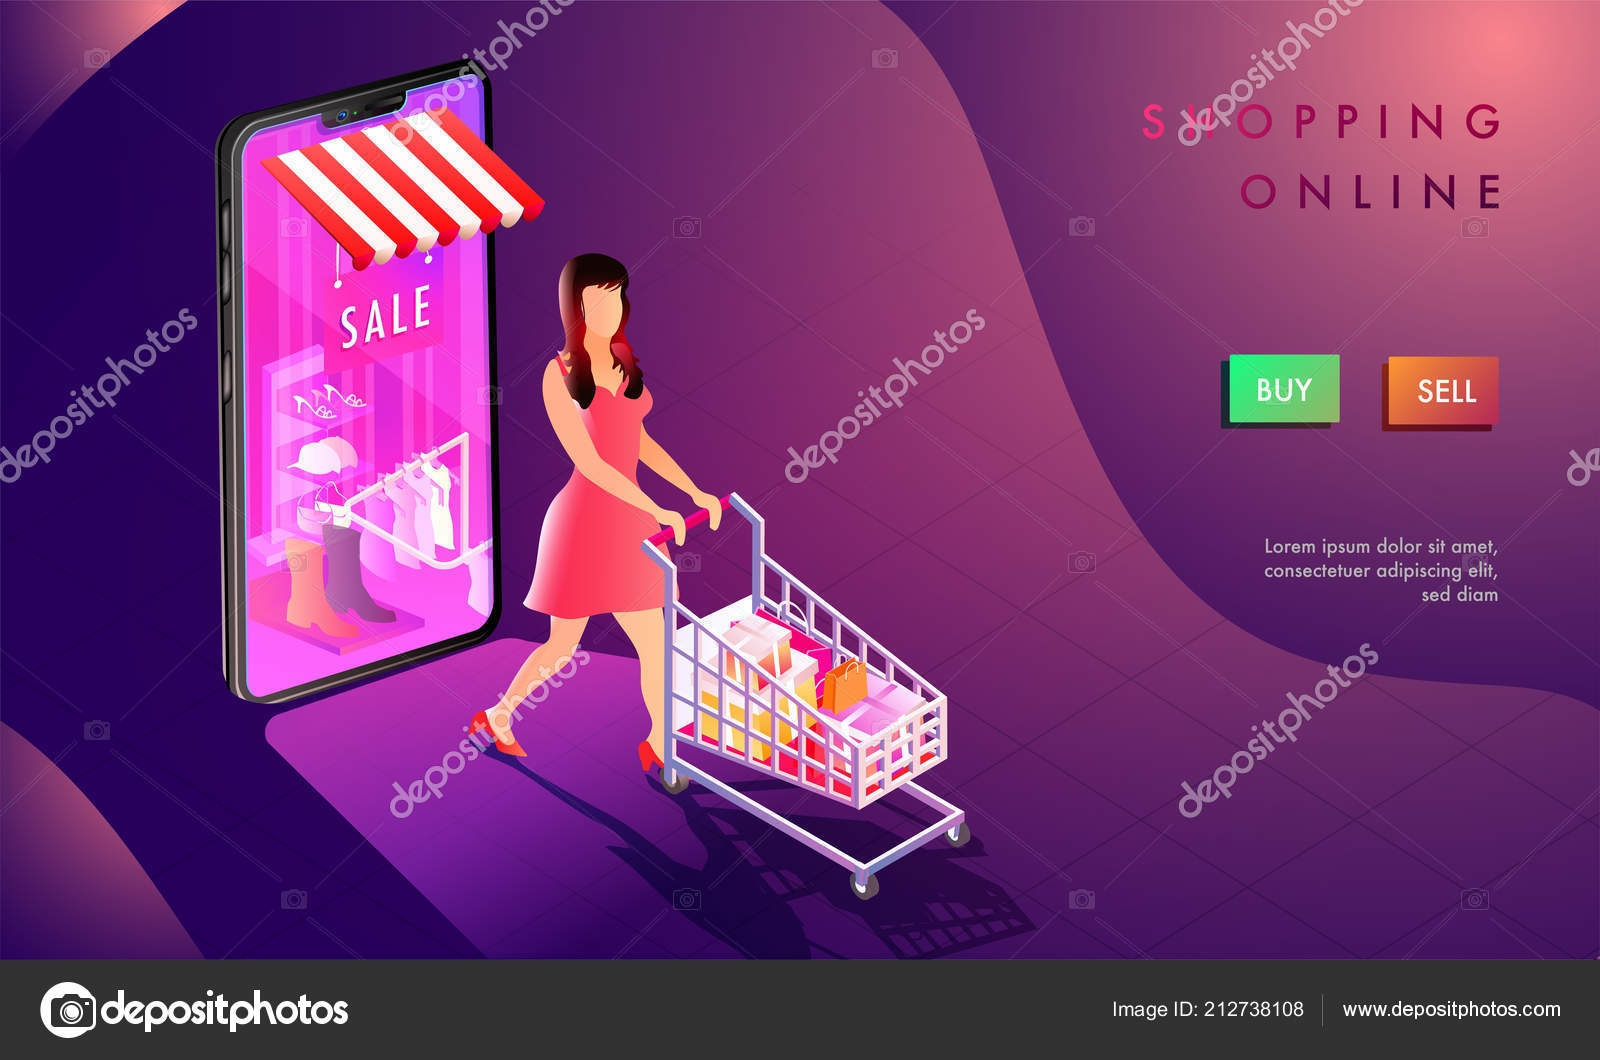 SHOPPING
ONLINE
SALE
BUY
SELL
Lorem ipsum dolor sit amet,
consectetuer adipiscing elit,
sed diam
depositphotos
depositphotos
depositphotos
depositphotos
depositphotos
depositphotos
depositphotos
Image ID: 212738108
www.depositphotos.com